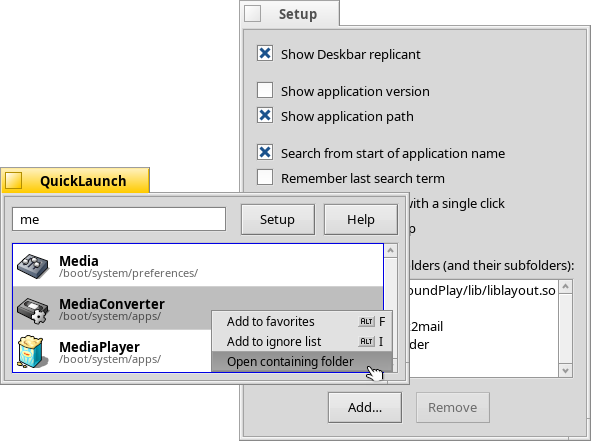 Setup
Show Deskbar replicant
Show application version
Show application path
Search from start of application name
Remember last search term
with a single click
QuickLaunch
me
Setup
Help
Media
/boot/system/preferences/
MediaConverter
/boot/system/apps/
MediaPlayer
/boot/system/apps/
Add to favorites ALT F
Add to ignore list ALT I
Open containing folder
(and their subfolders):
oundPlay/lib/liblayout.so
2mail
der
Add...
Remove